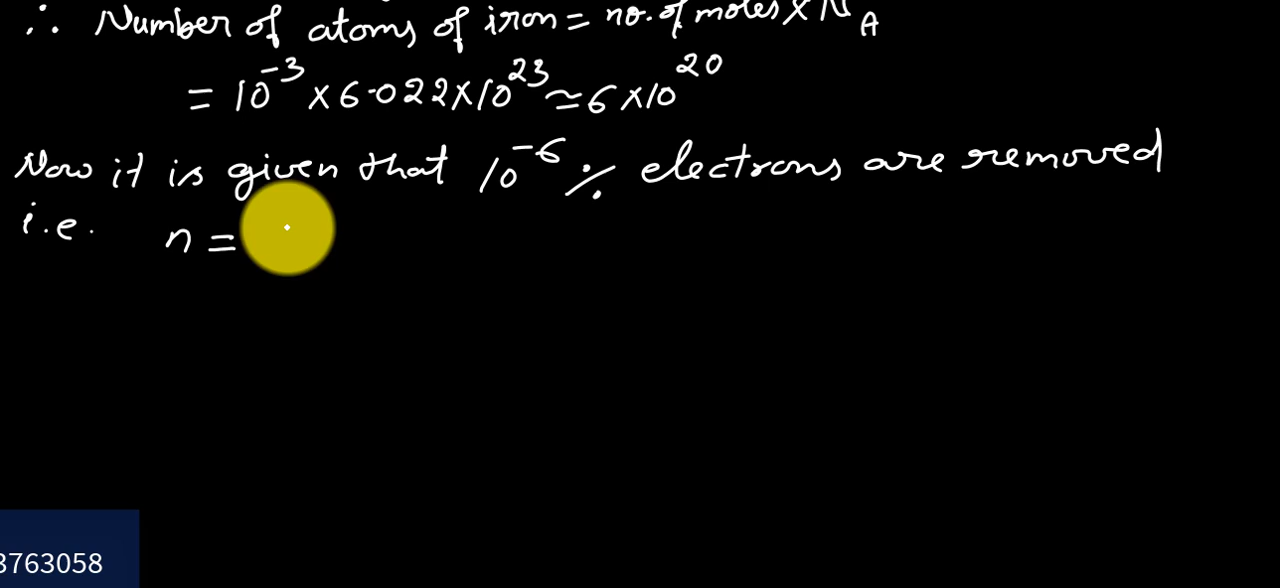 ∴ Number of atoms of iron = no. of moles × N_A
= 10^-3 × 6.022 × 10^23 ≃ 6 × 10^20
Now it is given that 10^-6 % electrons are removed
i.e. n =
3763058